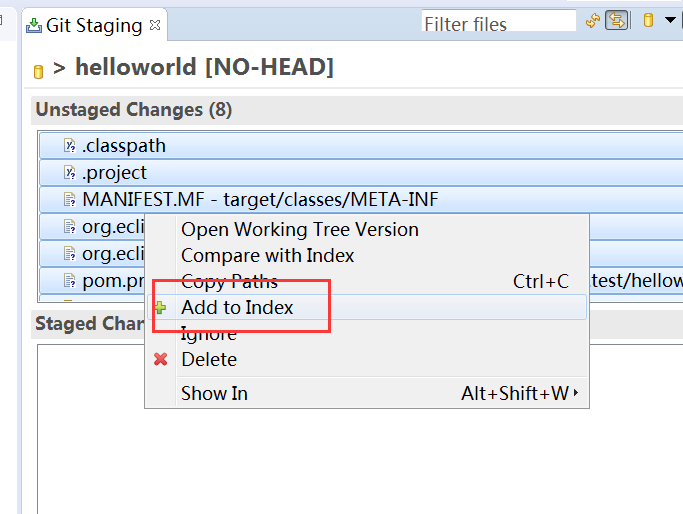 Git Staging
Filter files
> helloworld [NO-HEAD]
Unstaged Changes (8)
.classpath
.project
MANIFEST.MF - target/classes/META-INF
org.ecli
org.ecli
pom.pr
test/hellow
Open Working Tree Version
Compare with Index
Copy Paths Ctrl+C
Add to Index
Ignore
Delete
Show In Alt+Shift+W
Staged Chan